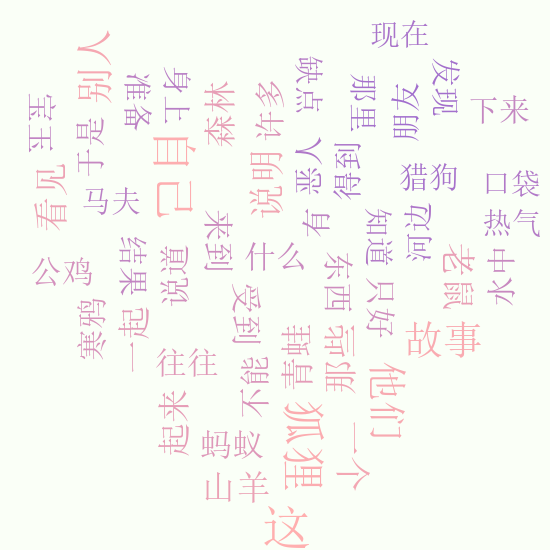 现在
别人
缺点
发现
身上
准备
那里
森林
许多
朋友
宝玉
下来
于是
自己
说明
恶人
得到
猎狗
口袋
看见
马夫
有
河边
热气
来到
知道
公鸡
结果
说道
什么
东西
老鼠
水中
只好
寒鸦
一起
受到
青蛙
那些
故事
往往
不能
他们
起来
狐狸
蚂蚁
一个
山羊
这